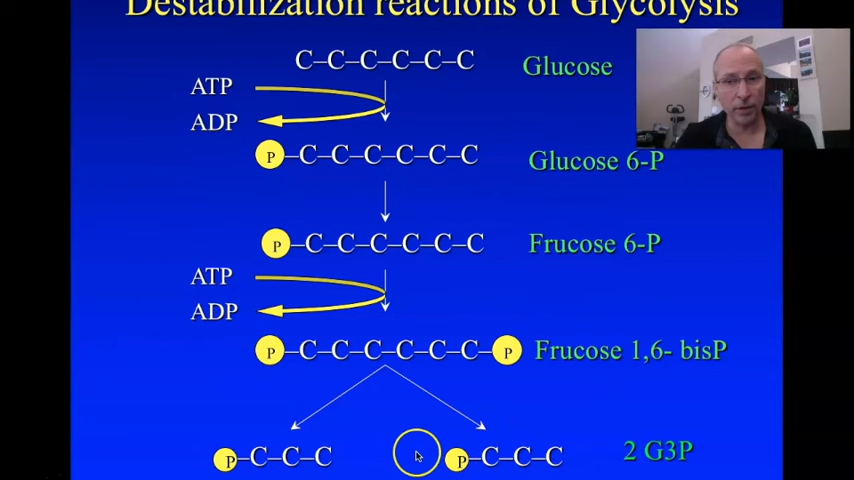 Destabilization reactions of Glycolysis
C–C–C–C–C–C Glucose
ATP
ADP
P–C–C–C–C–C–C Glucose 6-P
P–C–C–C–C–C–C Frucose 6-P
ATP
ADP
P–C–C–C–C–C–C–P Frucose 1,6- bisP
P–C–C–C P–C–C–C 2 G3P